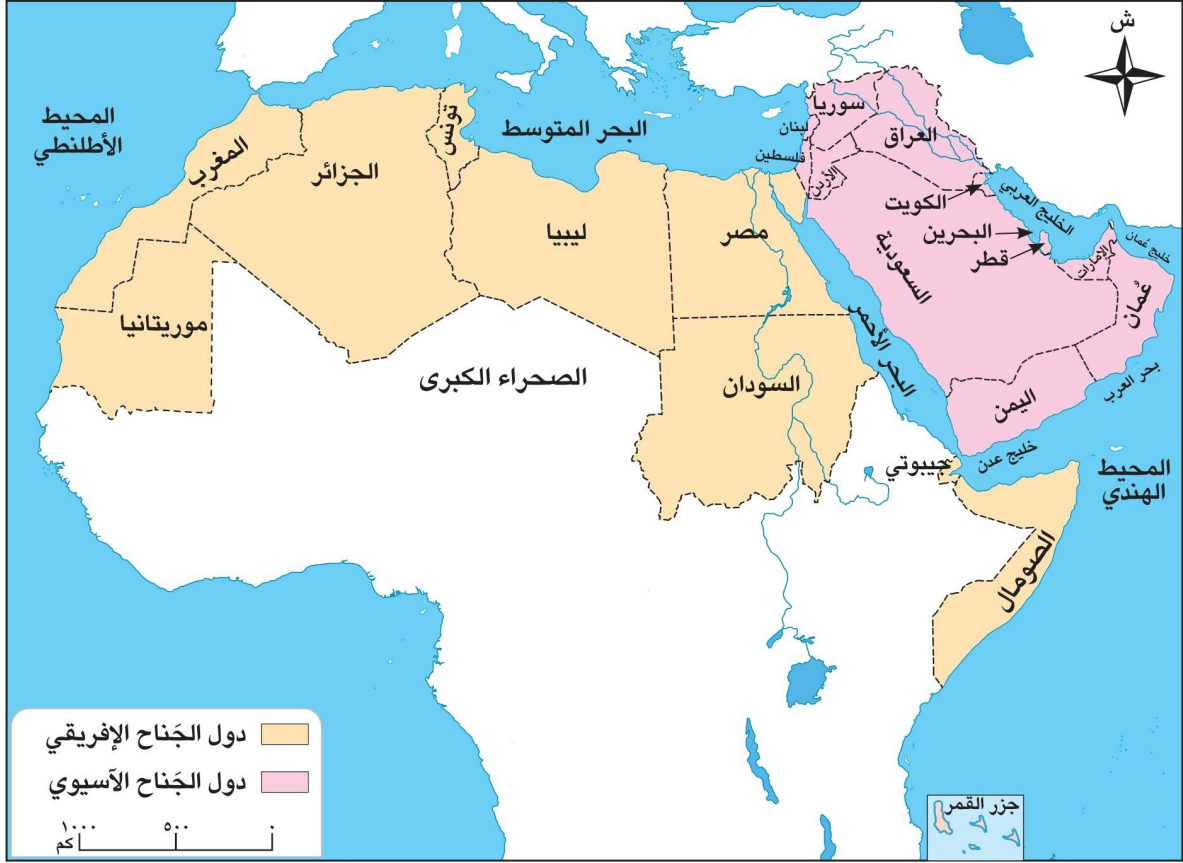 ش
المحيط
الأطلنطي
البحر المتوسط
تونس
المغرب
الجزائر
ليبيا
مصر
موريتانيا
الصحراء الكبرى
السودان
جيبوتي
الصومال
سوريا
لبنان
العراق
فلسطين
الأردن
الكويت
الخليج العربي
البحرين
قطر
الإمارات
خليج عُمان
السعودية
عُمان
البحر الأحمر
اليمن
بحر العرب
خليج عدن
المحيط
الهندي
دول الجَناح الإفريقي
دول الجَناح الآسيوي
٠ ٥٠٠ ١٠٠٠
كم
جزر القمر